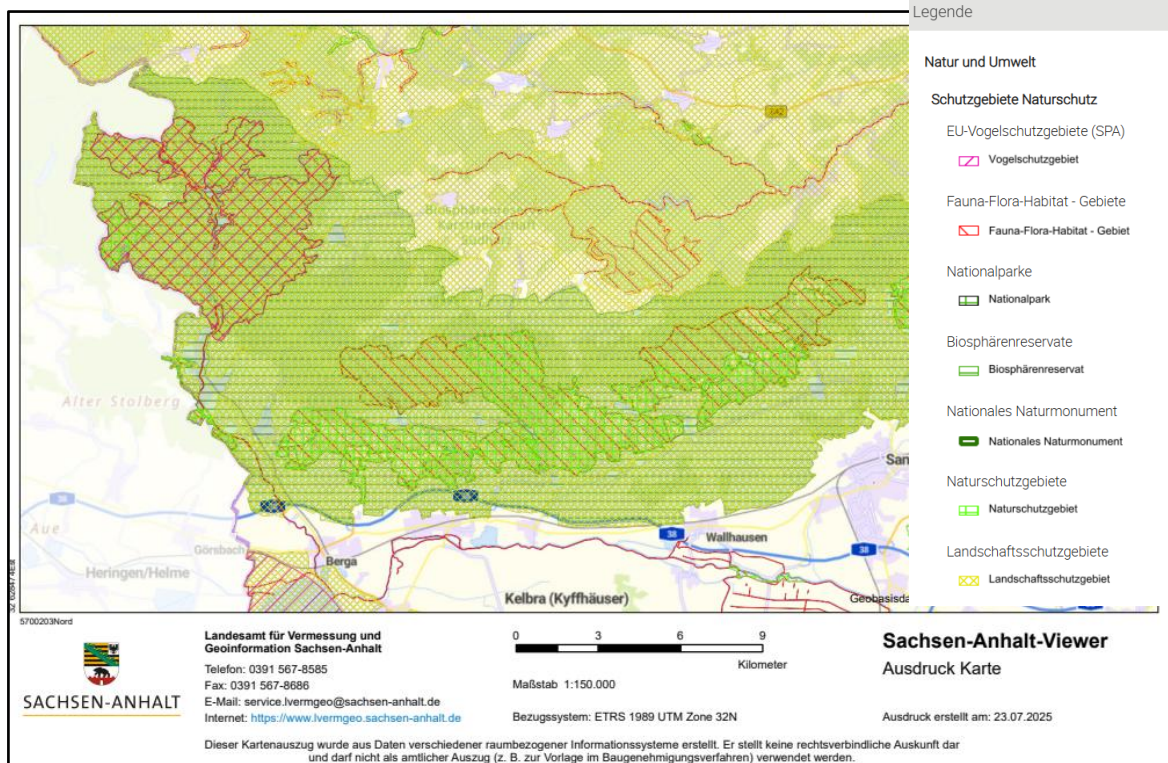 Legende
Natur und Umwelt
Schutzgebiete Naturschutz
EU-Vogelschutzgebiete (SPA)
Vogelschutzgebiet
Fauna-Flora-Habitat - Gebiete
Fauna-Flora-Habitat - Gebiet
Nationalparke
Nationalpark
Biosphärenreservate
Biosphärenreservat
Nationales Naturmonument
Nationales Naturmonument
Naturschutzgebiete
Naturschutzgebiet
Landschaftsschutzgebiete
Landschaftsschutzgebiet
Karstlandschaft
Südharz
Alter Stolberg
San
38
38
38
Aue
Görsbach
Berga
Wallhausen
Heringen/Helme
Kelbra (Kyffhäuser)
Geobasisda
5700203Nord
SACHSEN-ANHALT
Landesamt für Vermessung und
Geoinformation Sachsen-Anhalt
Telefon: 0391 567-8585
Fax: 0391 567-8686
E-Mail: service.lvermgeo@sachsen-anhalt.de
Internet: https://www.lvermgeo.sachsen-anhalt.de
0 3 6 9
Kilometer
Maßstab 1:150.000
Bezugssystem: ETRS 1989 UTM Zone 32N
Sachsen-Anhalt-Viewer
Ausdruck Karte
Ausdruck erstellt am: 23.07.2025
Dieser Kartenauszug wurde aus Daten verschiedener raumbezogener Informationssysteme erstellt. Er stellt keine rechtsverbindliche Auskunft dar
und darf nicht als amtlicher Auszug (z. B. zur Vorlage im Baugenehmigungsverfahren) verwendet werden.